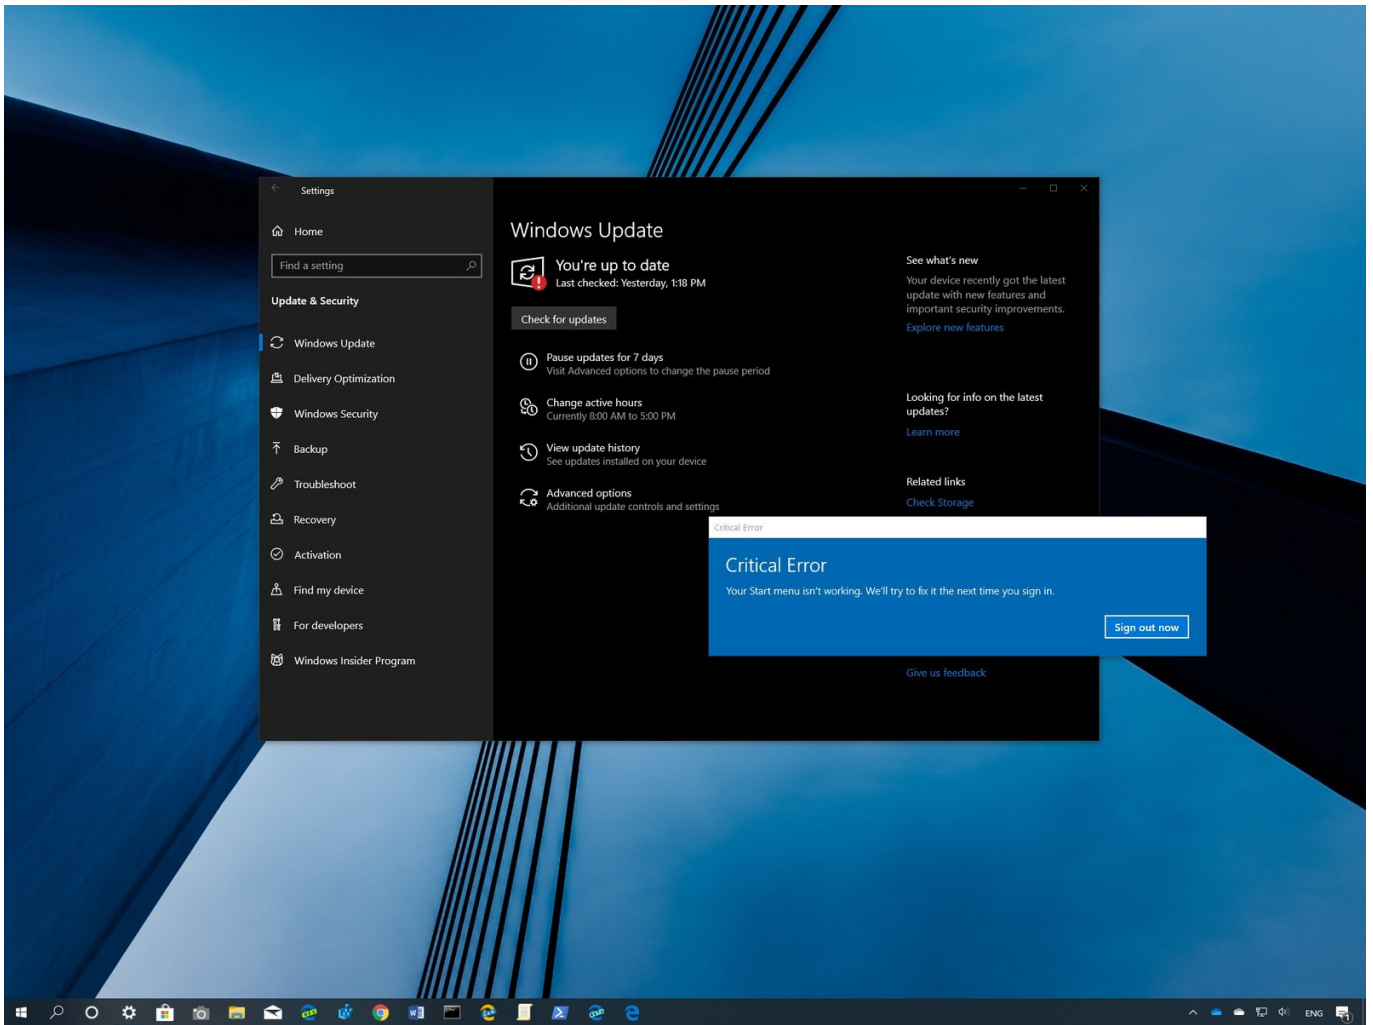 Settings
Home
Find a setting
Update & Security
Windows Update
Delivery Optimization
Windows Security
Backup
Troubleshoot
Recovery
Activation
Find my device
For developers
Windows Insider Program
Windows Update
You're up to date
Last checked: Yesterday, 1:18 PM
Check for updates
Pause updates for 7 days
Visit Advanced options to change the pause period
Change active hours
Currently 8:00 AM to 5:00 PM
View update history
See updates installed on your device
Advanced options
Additional update controls and settings
See what's new
Your device recently got the latest
update with new features and
important security improvements.
Explore new features
Looking for info on the latest
updates?
Learn more
Related links
Check Storage
Critical Error
Critical Error
Your Start menu isn't working. We'll try to fix it the next time you sign in.
Sign out now
Give us feedback
ENG
1